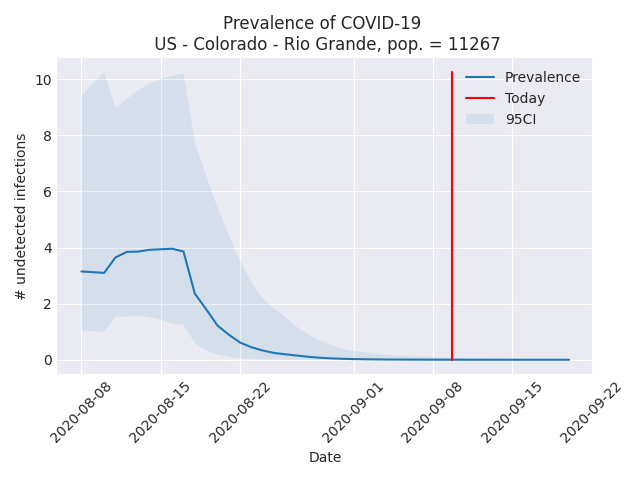 Prevalence of COVID-19
US - Colorado - Rio Grande, pop. = 11267
10
8
6
4
2
0
# undetected infections
Prevalence
Today
95CI
2020-08-08
2020-08-15
2020-08-22
2020-09-01
2020-09-08
2020-09-15
2020-09-22
Date